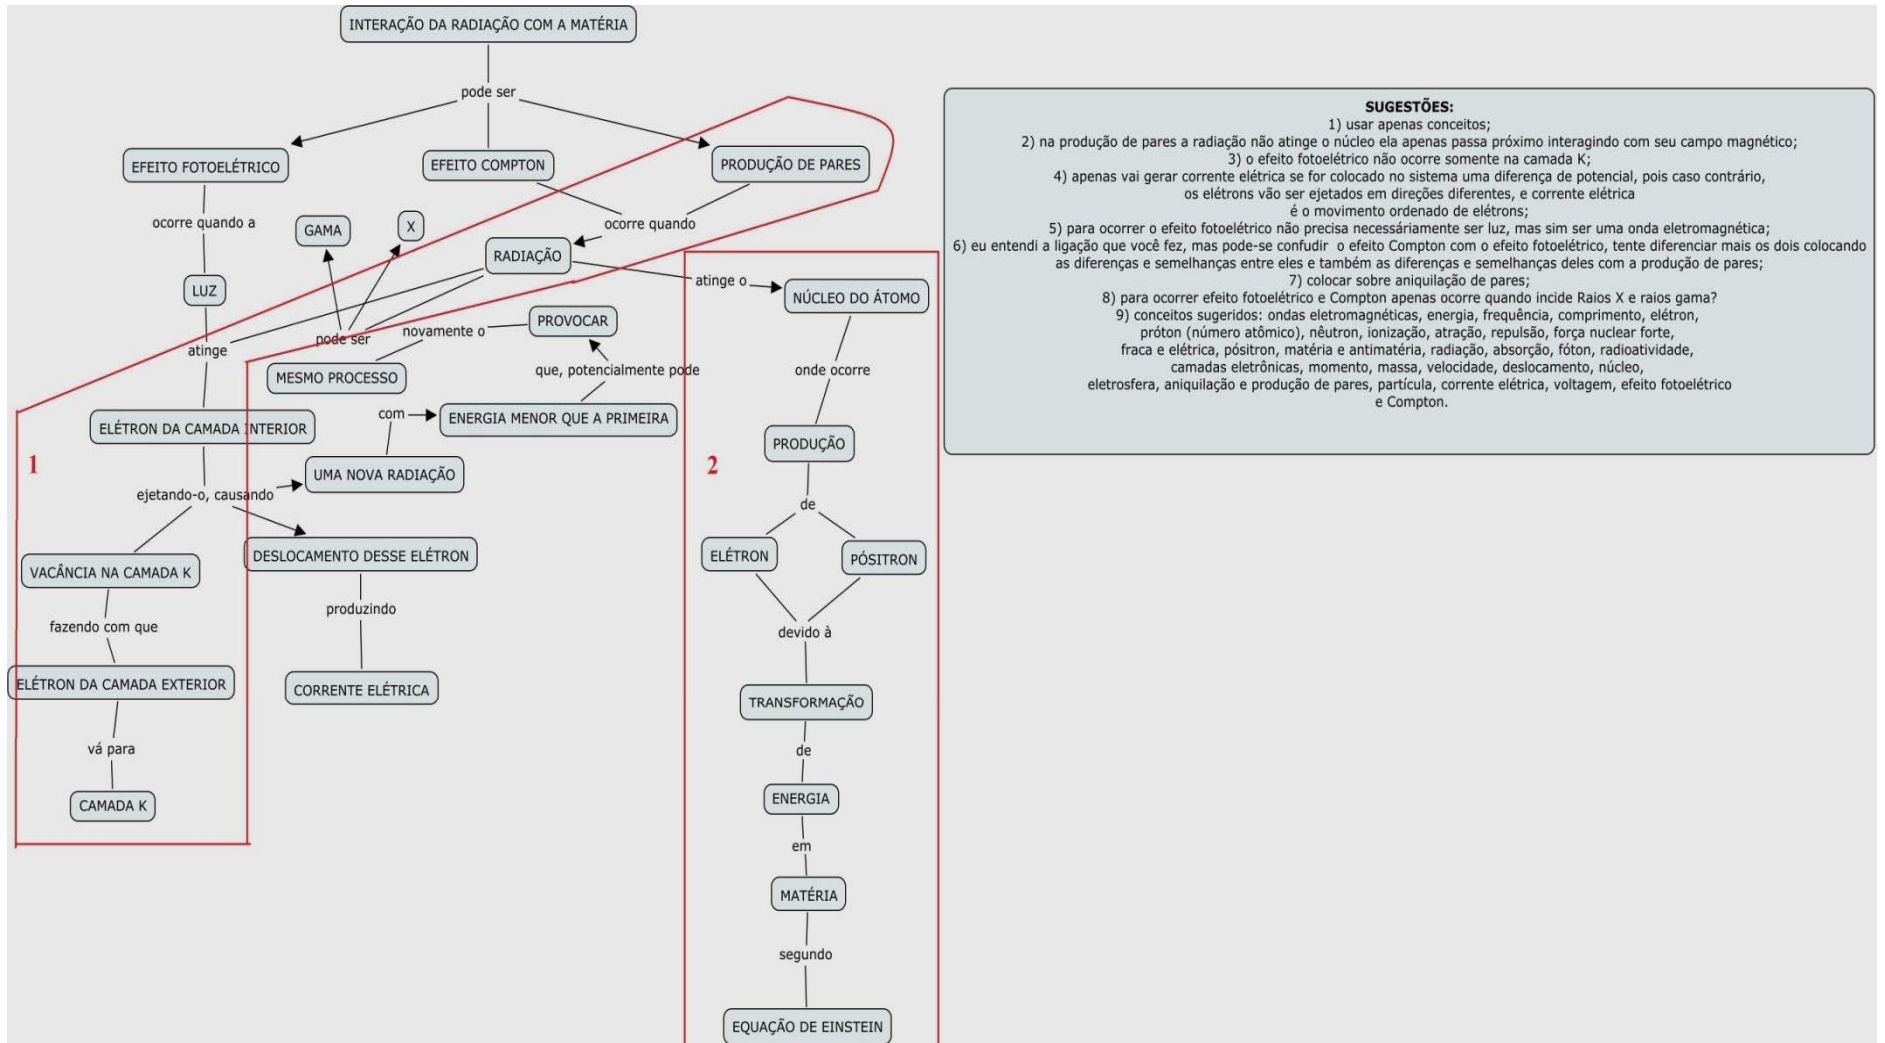 INTERAÇÃO DA RADIAÇÃO COM A MATÉRIA
pode ser
EFEITO FOTOELÉTRICO
EFEITO COMPTON
PRODUÇÃO DE PARES
ocorre quando a
GAMA
X
ocorre quando
RADIAÇÃO
LUZ
atinge o
NÚCLEO DO ÁTOMO
atinge
pode ser
novamente o
PROVOCAR
MESMO PROCESSO
que, potencialmente pode
onde ocorre
ELÉTRON DA CAMADA INTERIOR
com
ENERGIA MENOR QUE A PRIMEIRA
PRODUÇÃO
1
UMA NOVA RADIAÇÃO
2
ejetando-o, causando
de
VACÂNCIA NA CAMADA K
DESLOCAMENTO DESSE ELÉTRON
ELÉTRON
PÓSITRON
fazendo com que
produzindo
devido à
ELÉTRON DA CAMADA EXTERIOR
CORRENTE ELÉTRICA
TRANSFORMAÇÃO
vá para
de
CAMADA K
ENERGIA
em
MATÉRIA
segundo
EQUAÇÃO DE EINSTEIN
SUGESTÕES:
1) usar apenas conceitos;
2) na produção de pares a radiação não atinge o núcleo ela apenas passa próximo interagindo com seu campo magnético;
3) o efeito fotoelétrico não ocorre somente na camada K;
4) apenas vai gerar corrente elétrica se for colocado no sistema uma diferença de potencial, pois caso contrário,
os elétrons vão ser ejetados em direções diferentes, e corrente elétrica
é o movimento ordenado de elétrons;
5) para ocorrer o efeito fotoelétrico não precisa necessáriamente ser luz, mas sim ser uma onda eletromagnética;
6) eu entendi a ligação que você fez, mas pode-se confudir o efeito Compton com o efeito fotoelétrico, tente diferenciar mais os dois colocando
as diferenças e semelhanças entre eles e também as diferenças e semelhanças deles com a produção de pares;
7) colocar sobre aniquilação de pares;
8) para ocorrer efeito fotoelétrico e Compton apenas ocorre quando incide Raios X e raios gama?
9) conceitos sugeridos: ondas eletromagnéticas, energia, frequência, comprimento, elétron,
próton (número atômico), nêutron, ionização, atração, repulsão, força nuclear forte,
fraca e elétrica, pósitron, matéria e antimatéria, radiação, absorção, fóton, radioatividade,
camadas eletrônicas, momento, massa, velocidade, deslocamento, núcleo,
eletrosfera, aniquilação e produção de pares, partícula, corrente elétrica, voltagem, efeito fotoelétrico
e Compton.